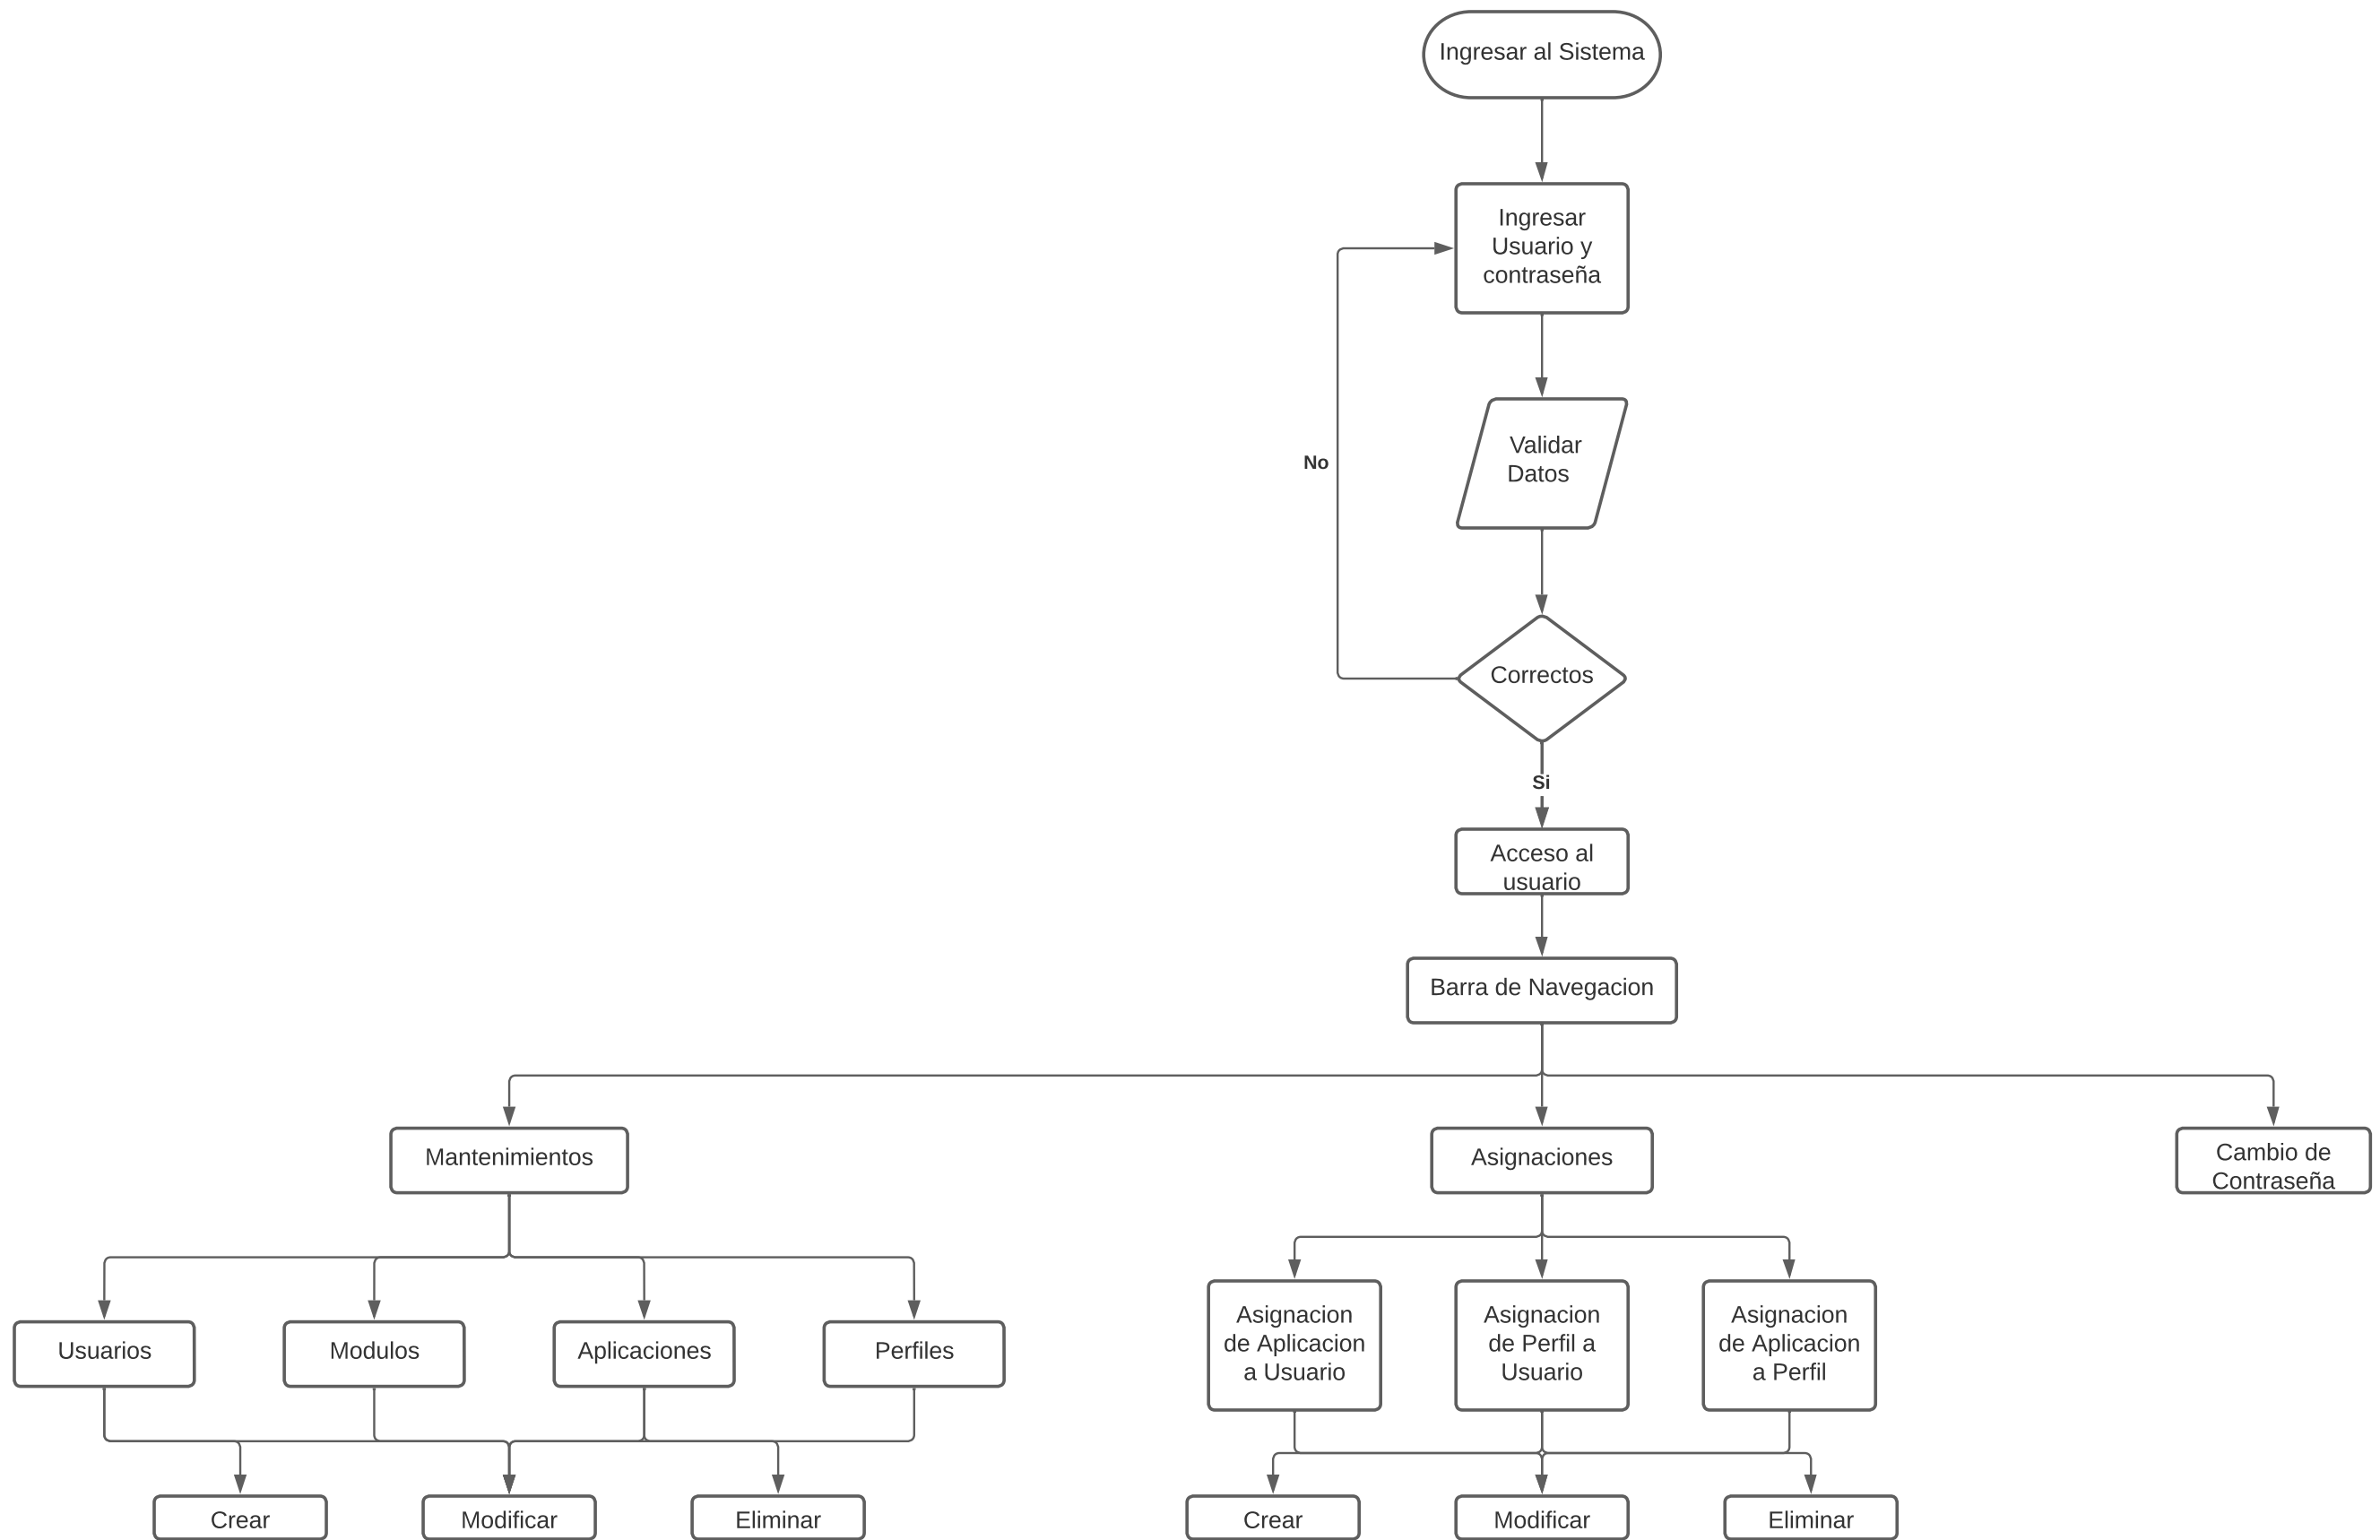 Ingresar al Sistema
Ingresar
Usuario y
contraseña
Validar
Datos
No
Correctos
Si
Acceso al
usuario
Barra de Navegacion
Mantenimientos
Asignaciones
Cambio de
Contraseña
Usuarios
Modulos
Aplicaciones
Perfiles
Asignacion
de Aplicacion
a Usuario
Asignacion
de Perfil a
Usuario
Asignacion
de Aplicacion
a Perfil
Crear
Modificar
Eliminar
Crear
Modificar
Eliminar